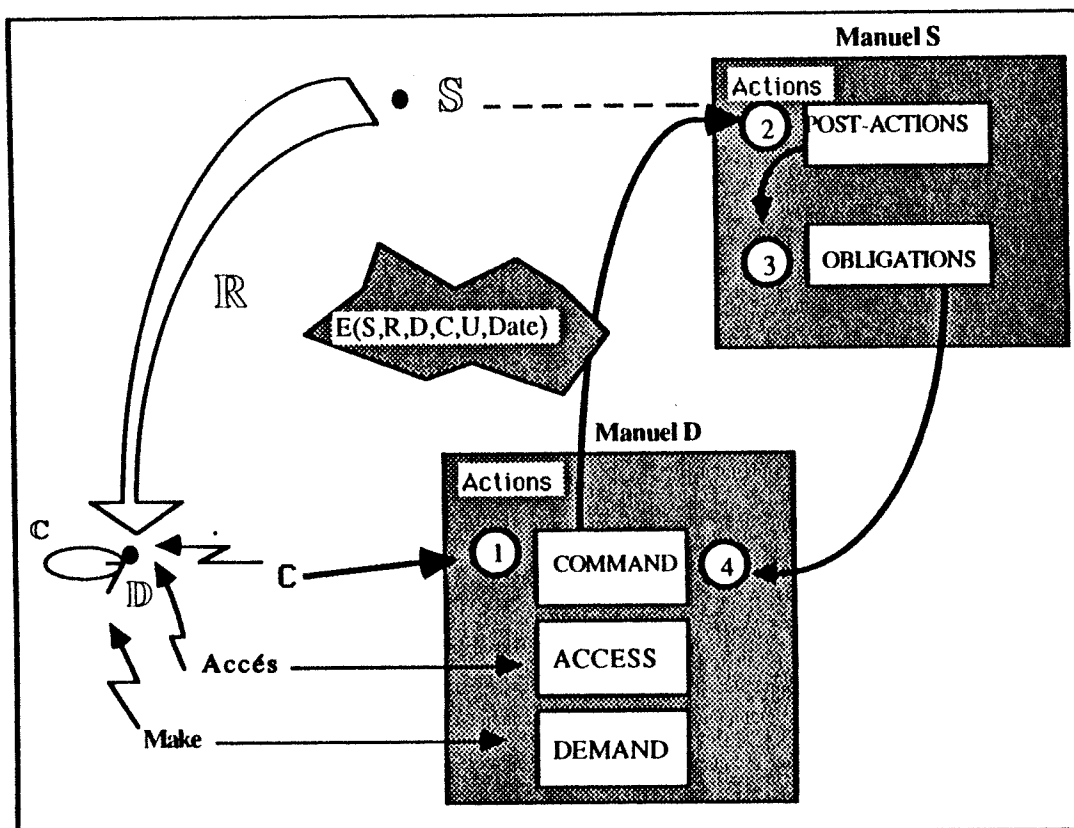 Manuel S
Actions
S
2
POST-ACTIONS
3
OBLIGATIONS
R
E(S,R,D,C,U,Date)
Manuel D
Actions
C
1
COMMAND
4
C
D
Accés
ACCESS
Make
DEMAND